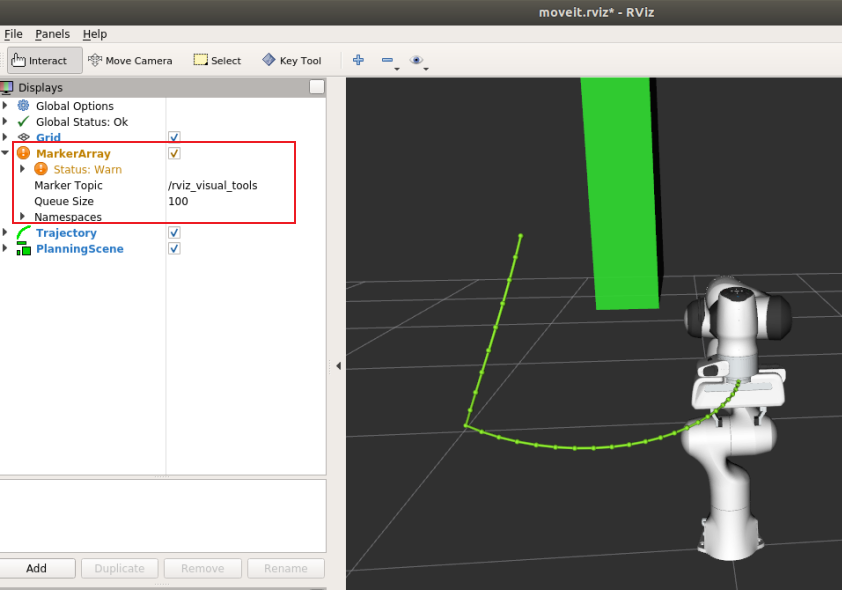 moveit.rviz* - RViz
File Panels Help
Interact Move Camera Select Key Tool
Displays
Global Options
Global Status: Ok
Grid
MarkerArray
Status: Warn
Marker Topic /rviz_visual_tools
Queue Size 100
Namespaces
Trajectory
PlanningScene
Add Duplicate Remove Rename